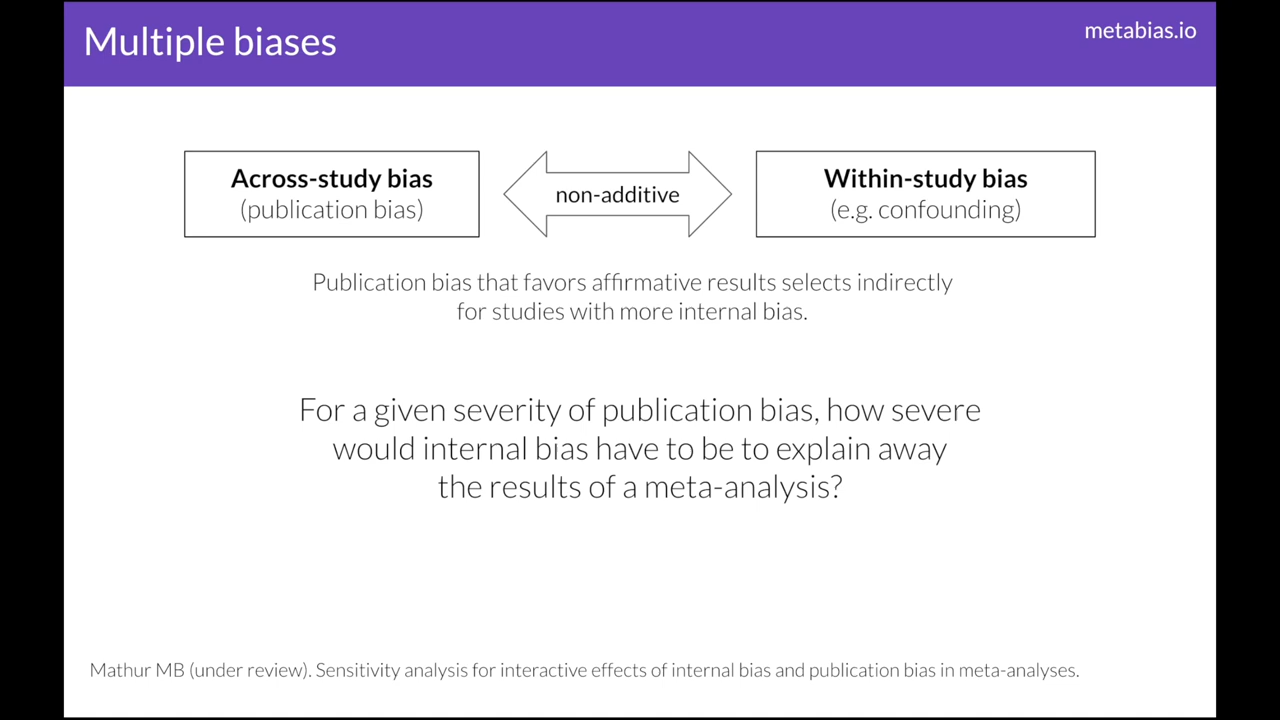 Multiple biases
metabias.io
Across-study bias
(publication bias)
non-additive
Within-study bias
(e.g. confounding)
Publication bias that favors affirmative results selects indirectly
for studies with more internal bias.
For a given severity of publication bias, how severe
would internal bias have to be to explain away
the results of a meta-analysis?
Mathur MB (under review). Sensitivity analysis for interactive effects of internal bias and publication bias in meta-analyses.